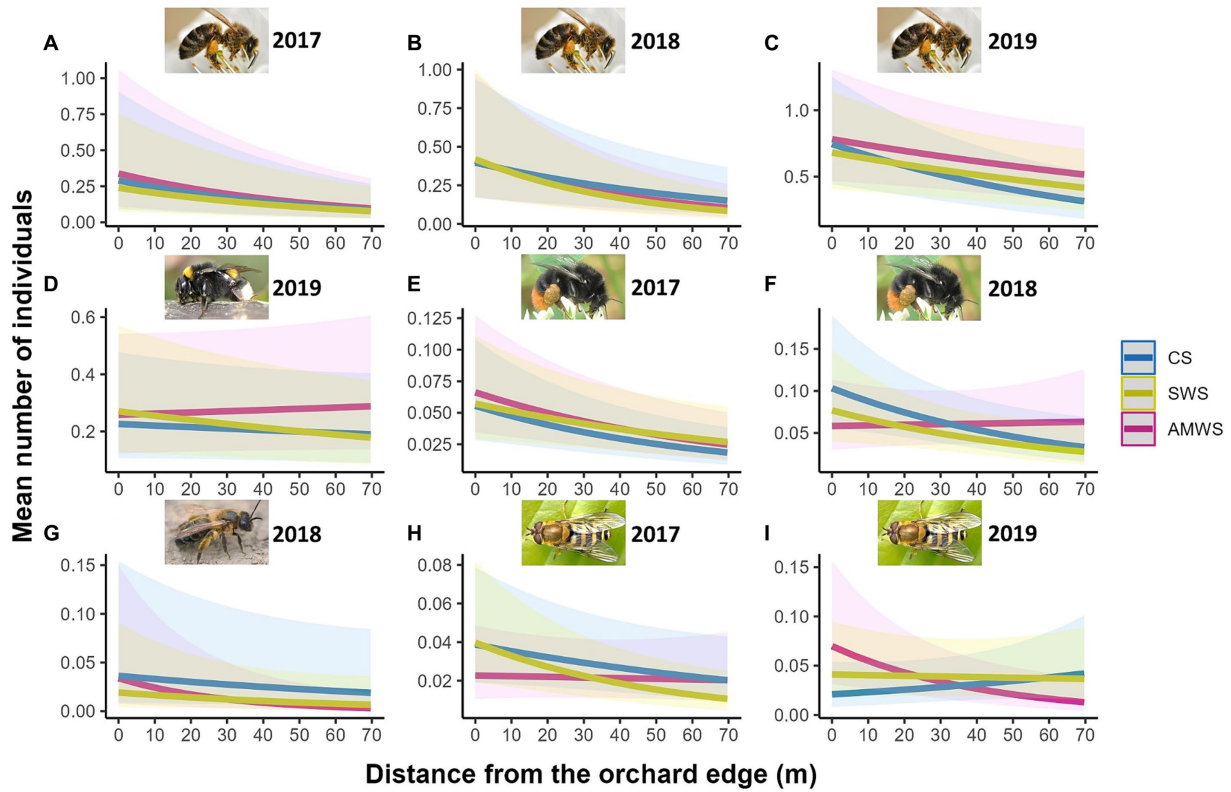 A 2017 B 2018 C 2019
1.00 0.75 0.50 0.25 0.00
0 10 20 30 40 50 60 70
1.00 0.75 0.50 0.25 0.00
0 10 20 30 40 50 60 70
1.0 0.5
0 10 20 30 40 50 60 70
D 2019 E 2017 F 2018
0.6 0.4 0.2
0 10 20 30 40 50 60 70
0.125 0.100 0.075 0.050 0.025
0 10 20 30 40 50 60 70
0.15 0.10 0.05
0 10 20 30 40 50 60 70
G 2018 H 2017 I 2019
0.15 0.10 0.05 0.00
0 10 20 30 40 50 60 70
0.08 0.06 0.04 0.02
0 10 20 30 40 50 60 70
0.15 0.10 0.05 0.00
0 10 20 30 40 50 60 70
Mean number of individuals
Distance from the orchard edge (m)
CS
SWS
AMWS